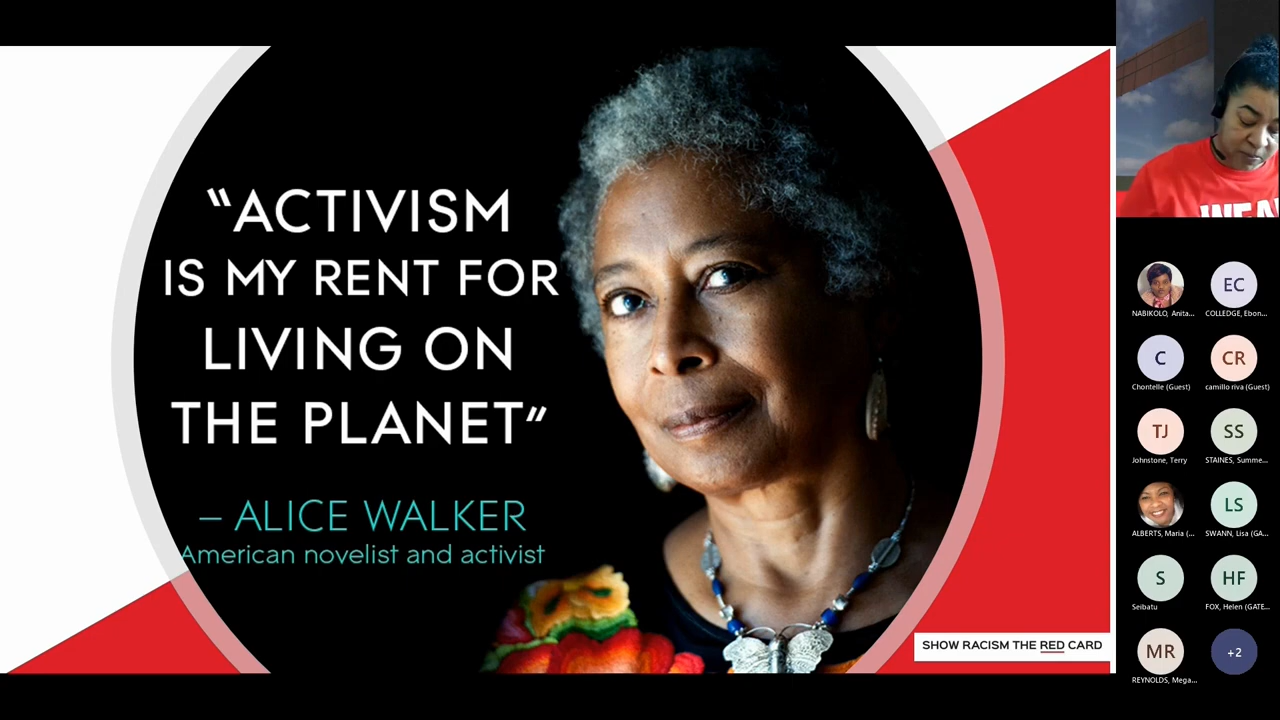 “ACTIVISM
IS MY RENT FOR
LIVING ON
THE PLANET”
– ALICE WALKER
American novelist and activist
SHOW RACISM THE RED CARD
WEA
NABIKOLO, Anita...
EC
COLLEDGE, Ebon...
C
Chontelle (Guest)
CR
camillo riva (Guest)
TJ
Johnstone, Terry
SS
STAINES, Summe...
ALBERTS, Maria (...
LS
SWANN, Lisa (GA...
S
Seibatu
HF
FOX, Helen (GATE...
MR
REYNOLDS, Mega...
+2